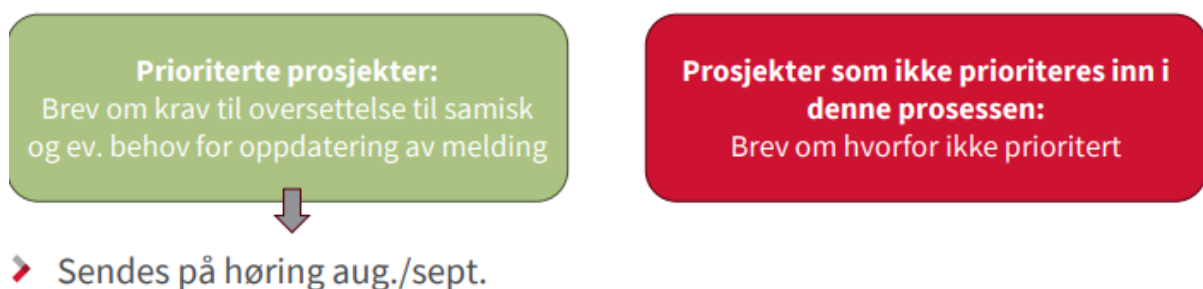 Prioriterte prosjekter:
Brev om krav til oversettelse til samisk
og ev. behov for oppdatering av melding
Prosjekter som ikke prioriteres inn i
denne prosessen:
Brev om hvorfor ikke prioritert
Sendes på høring aug./sept.